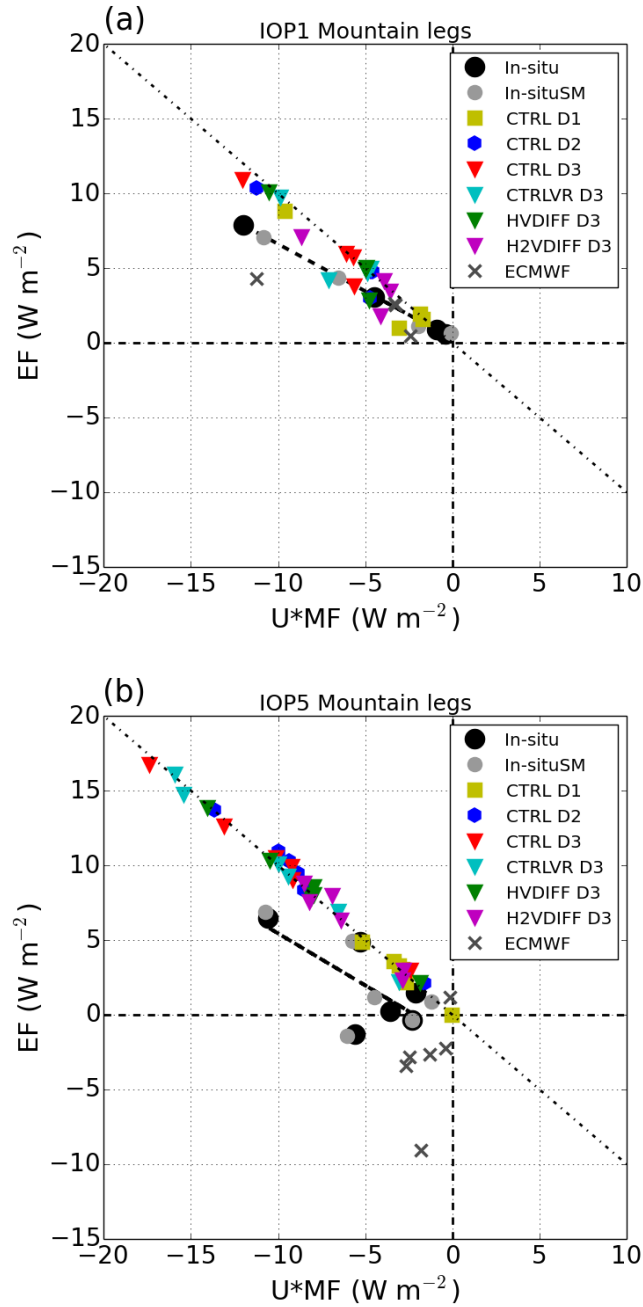 (a)
IOP1 Mountain legs
20
15
10
5
0
−5
−10
−15
EF (W m−2)
In-situ
In-situSM
CTRL D1
CTRL D2
CTRL D3
CTRLVR D3
HVDIFF D3
H2VDIFF D3
ECMWF
−20 −15 −10 −5 0 5 10
U*MF (W m−2)
(b)
IOP5 Mountain legs
20
15
10
5
0
−5
−10
−15
EF (W m−2)
In-situ
In-situSM
CTRL D1
CTRL D2
CTRL D3
CTRLVR D3
HVDIFF D3
H2VDIFF D3
ECMWF
−20 −15 −10 −5 0 5 10
U*MF (W m−2)